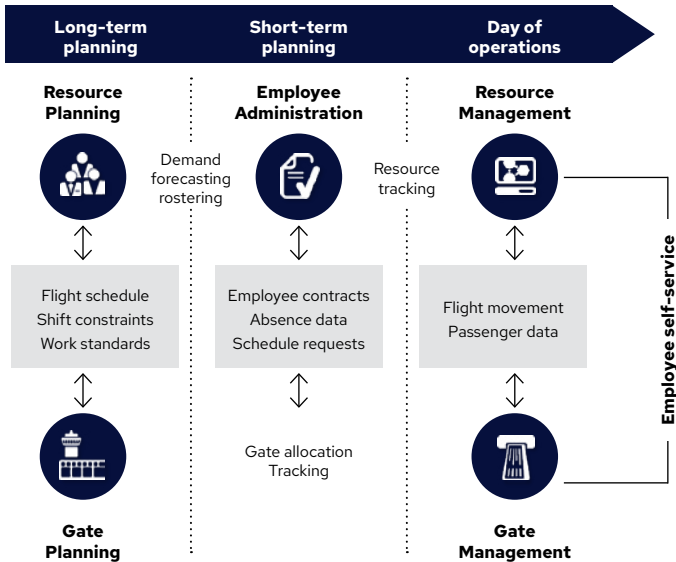 Long-term
planning
Short-term
planning
Day of
operations
Resource
Planning
Employee
Administration
Resource
Management
Demand
forecasting
rostering
Resource
tracking
Flight schedule
Shift constraints
Work standards
Employee contracts
Absence data
Schedule requests
Flight movement
Passenger data
Employee self-service
Gate allocation
Tracking
Gate
Planning
Gate
Management